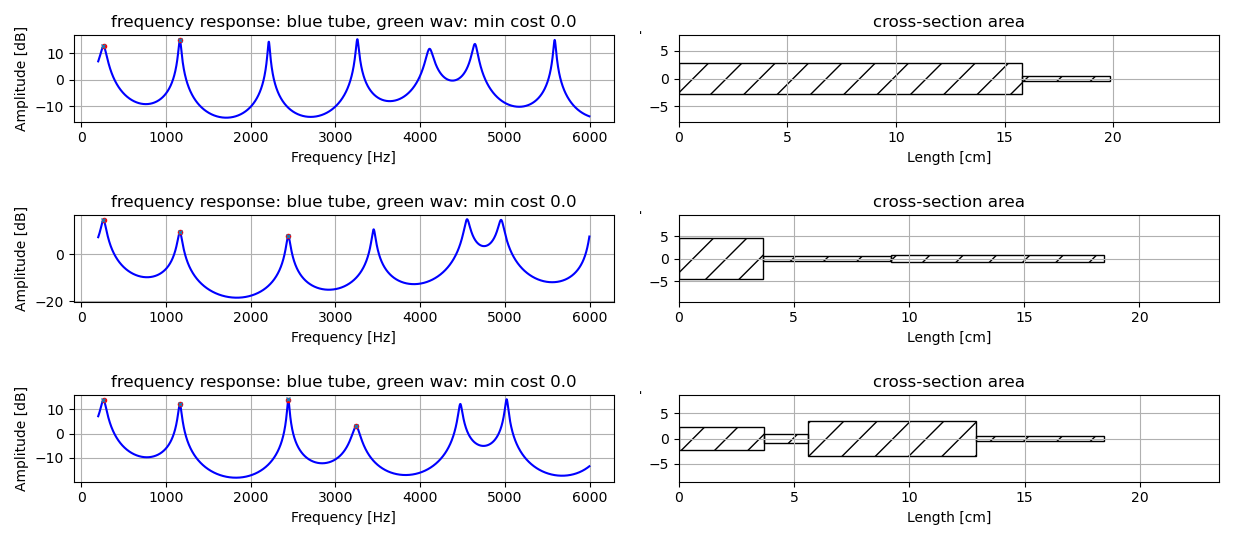 frequency response: blue tube, green wav: min cost 0.0
cross-section area
Amplitude [dB]
10
0
−10
0 1000 2000 3000 4000 5000 6000
Frequency [Hz]
5
0
−5
0 5 10 15 20
Length [cm]
frequency response: blue tube, green wav: min cost 0.0
cross-section area
Amplitude [dB]
0
−20
0 1000 2000 3000 4000 5000 6000
Frequency [Hz]
5
0
−5
0 5 10 15 20
Length [cm]
frequency response: blue tube, green wav: min cost 0.0
cross-section area
Amplitude [dB]
10
0
−10
0 1000 2000 3000 4000 5000 6000
Frequency [Hz]
5
0
−5
0 5 10 15 20
Length [cm]